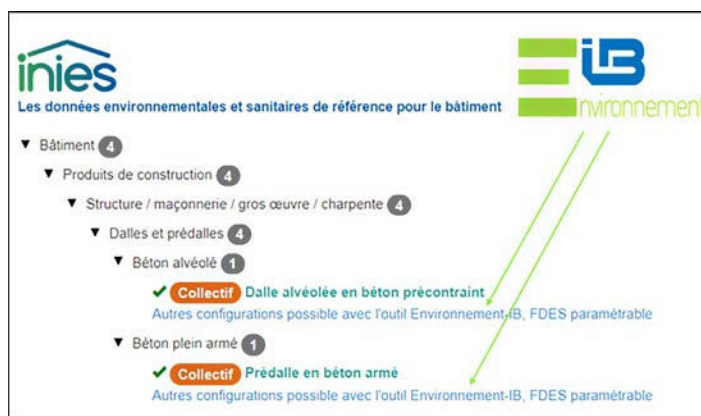 inies
Les données environnementales et sanitaires de référence pour le bâtiment
EIB
nvironnement
▼ Bâtiment 4
▼ Produits de construction 4
▼ Structure / maçonnerie / gros œuvre / charpente 4
▼ Dalles et prédalles 4
▼ Béton alvéolé 1
✔ Collectif Dalle alvéolée en béton précontraint
Autres configurations possible avec l'outil Environnement-IB, FDES paramétrable
▼ Béton plein armé 1
✔ Collectif Prédalle en béton armé
Autres configurations possible avec l'outil Environnement-IB, FDES paramétrable